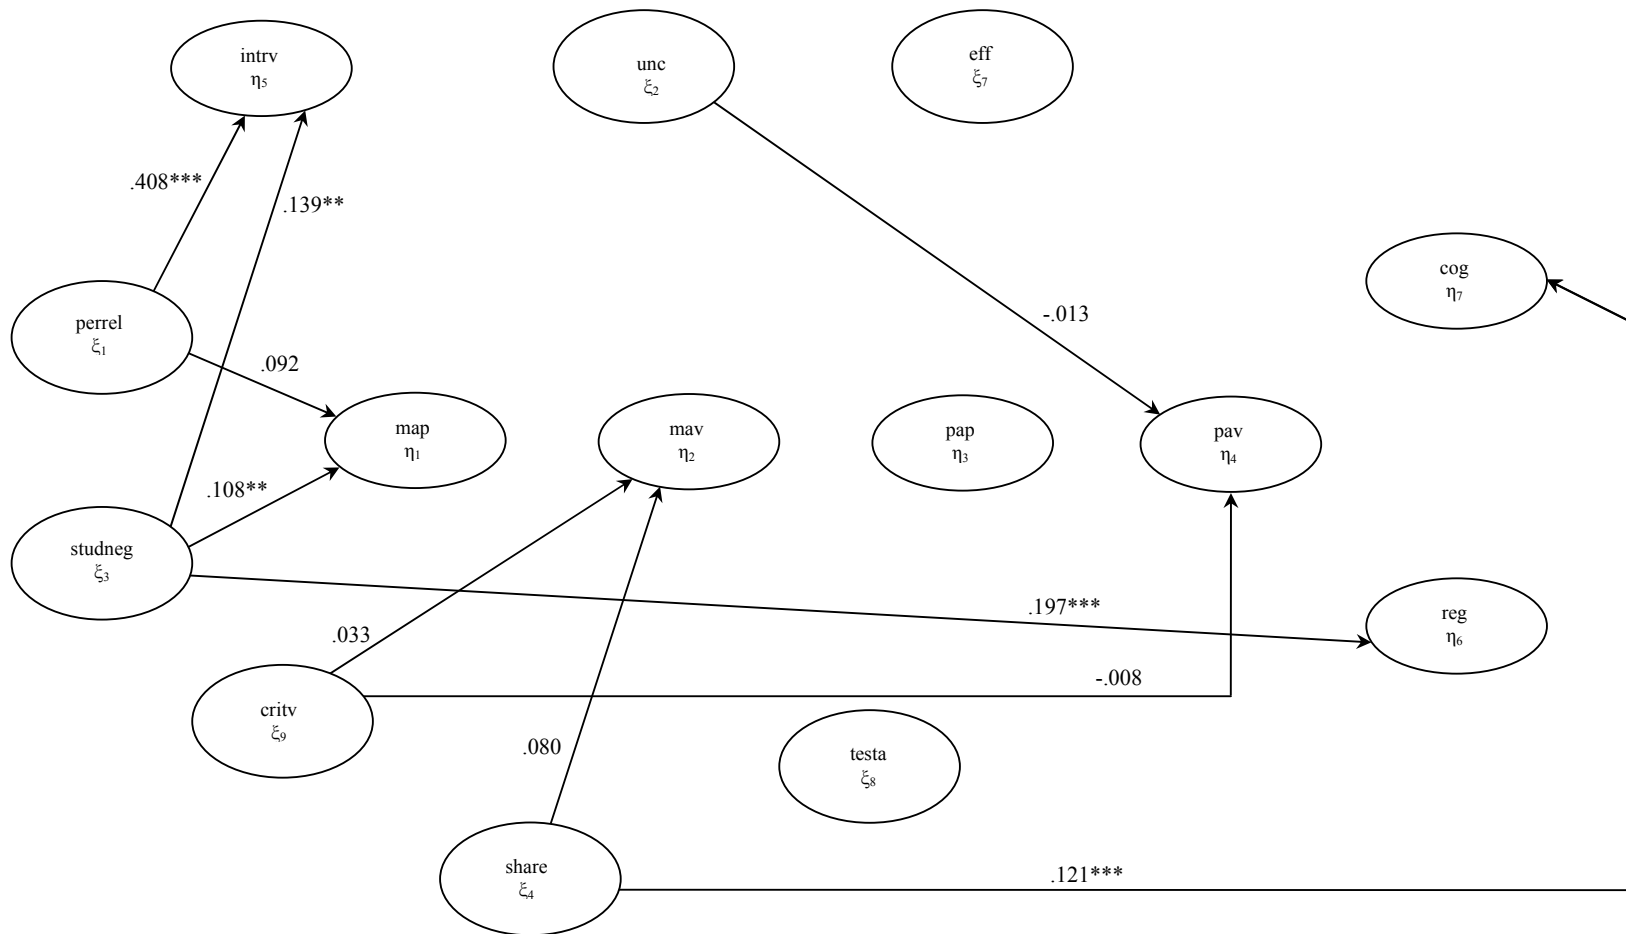 intrv
η5
unc
ξ2
eff
ξ7
.408***
.139**
cog
η7
-.013
perrel
ξ1
.092
map
η1
mav
η2
pap
η3
pav
η4
.108**
studneg
ξ3
.197***
reg
η6
.033
-.008
critv
ξ9
.080
testa
ξ8
share
ξ4
.121***